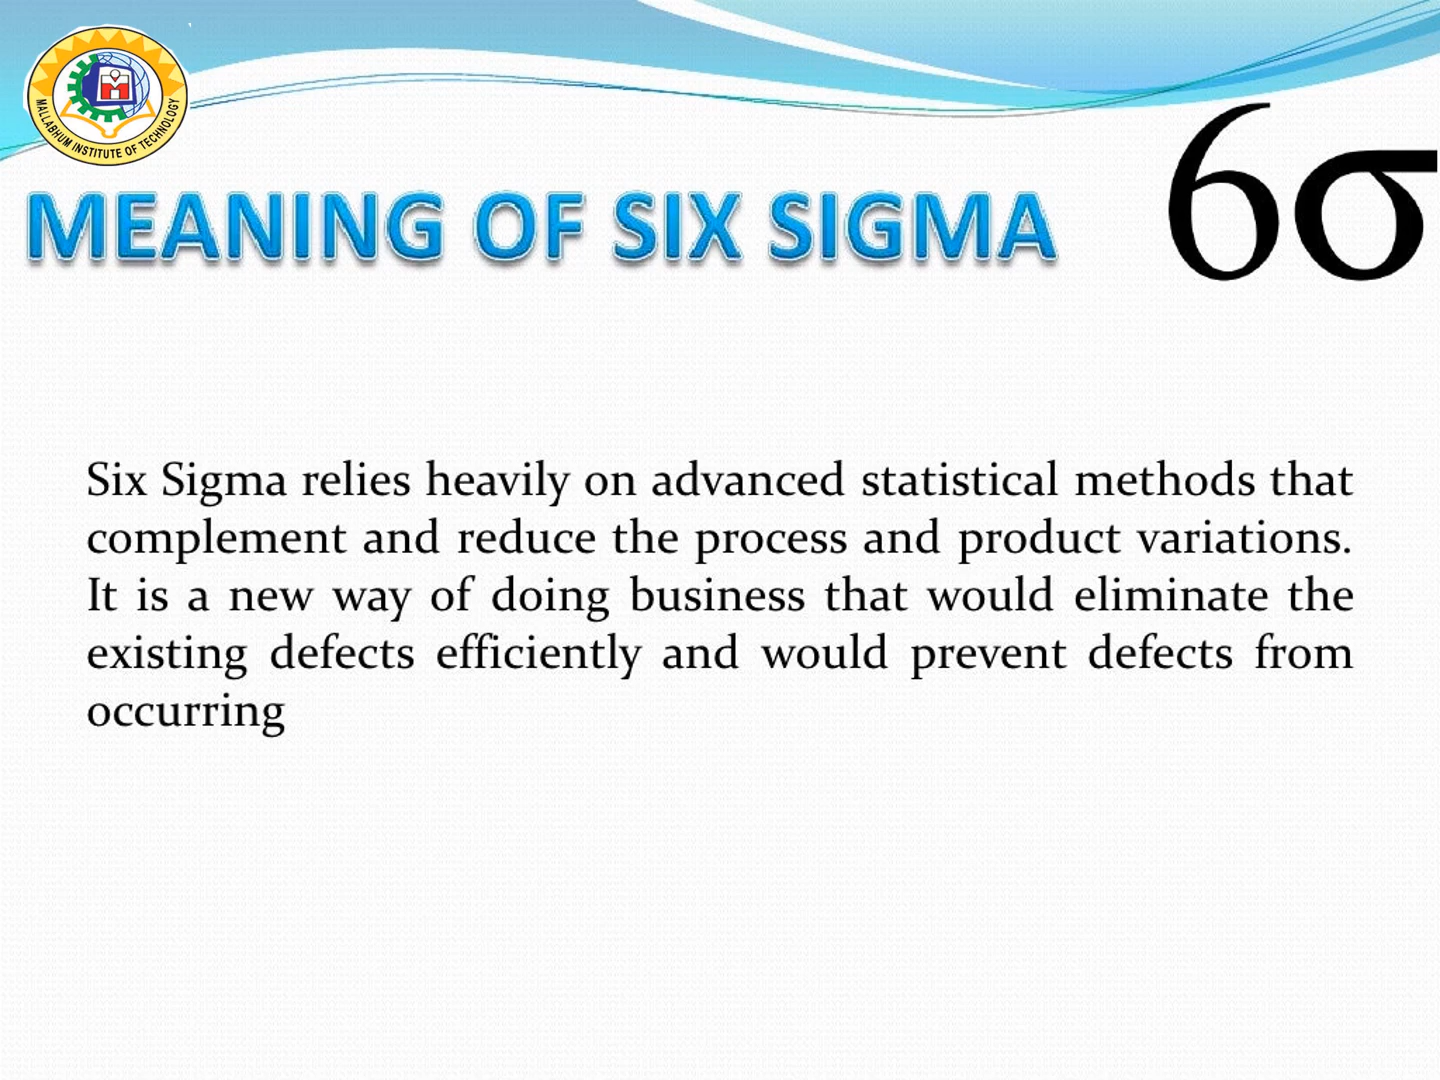 MALLABHUM INSTITUTE OF TECHNOLOGY
6σ
MEANING OF SIX SIGMA
Six Sigma relies heavily on advanced statistical methods that
complement and reduce the process and product variations.
It is a new way of doing business that would eliminate the
existing defects efficiently and would prevent defects from
occurring